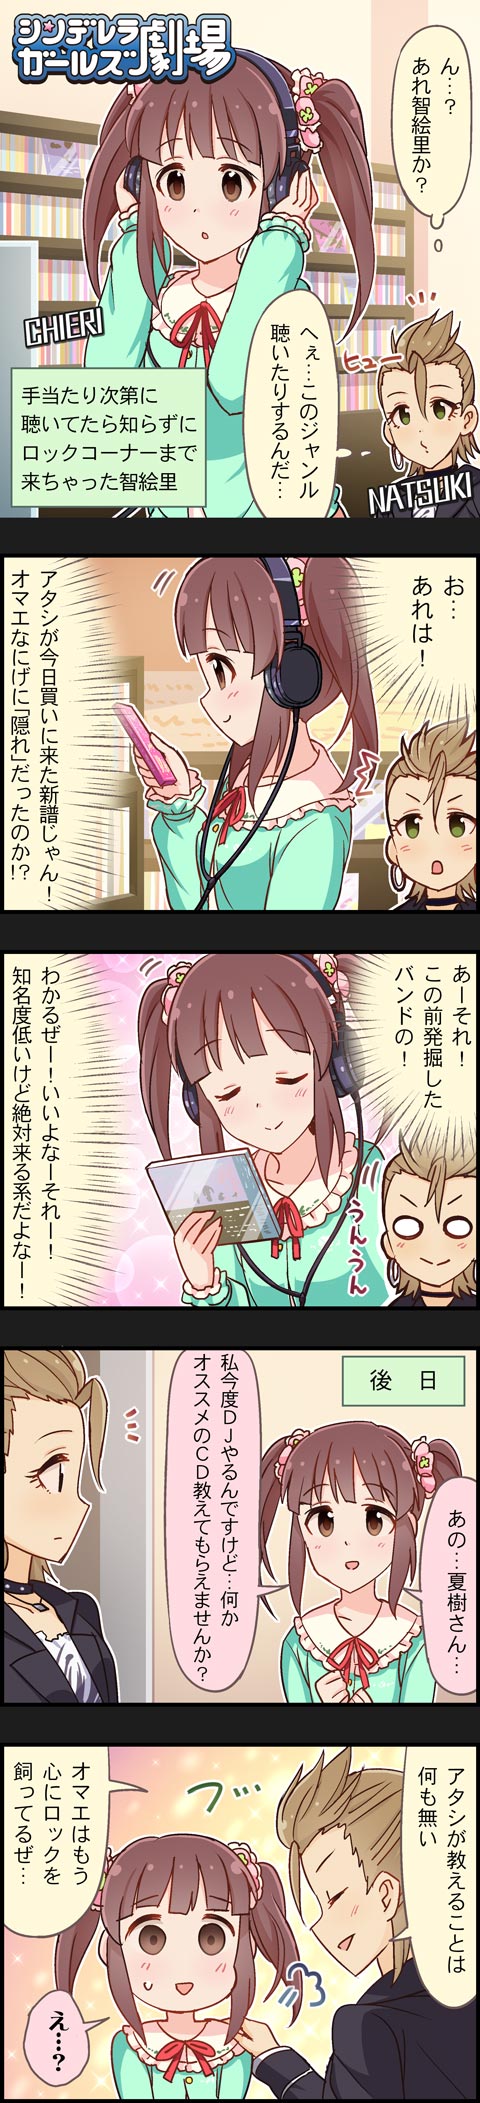 シンデレラ
ガールズ劇場
ん…？
あれ智絵里か？
へぇ…このジャンル
聴いたりするんだ…
ヒュー
CHIERI
NATSUKI
手当たり次第に
聴いてたら知らずに
ロックコーナーまで
来ちゃった智絵里
お…
あれは！
アタシが今日買いに来た新譜じゃん！
オマエなにげに「隠れ」だったのか!?
あーそれ！
この前発掘した
バンドの！
うんうん
わかるぜー！いいよなーそれー！
知名度低いけど絶対来る系だよなー！
後日
あの…夏樹さん…
私今度ＤＪやるんですけど…何か
オススメのＣＤ教えてもらえませんか？
アタシが教えることは
何も無い
フッ…
オマエはもう
心にロックを
飼ってるぜ…
え…？